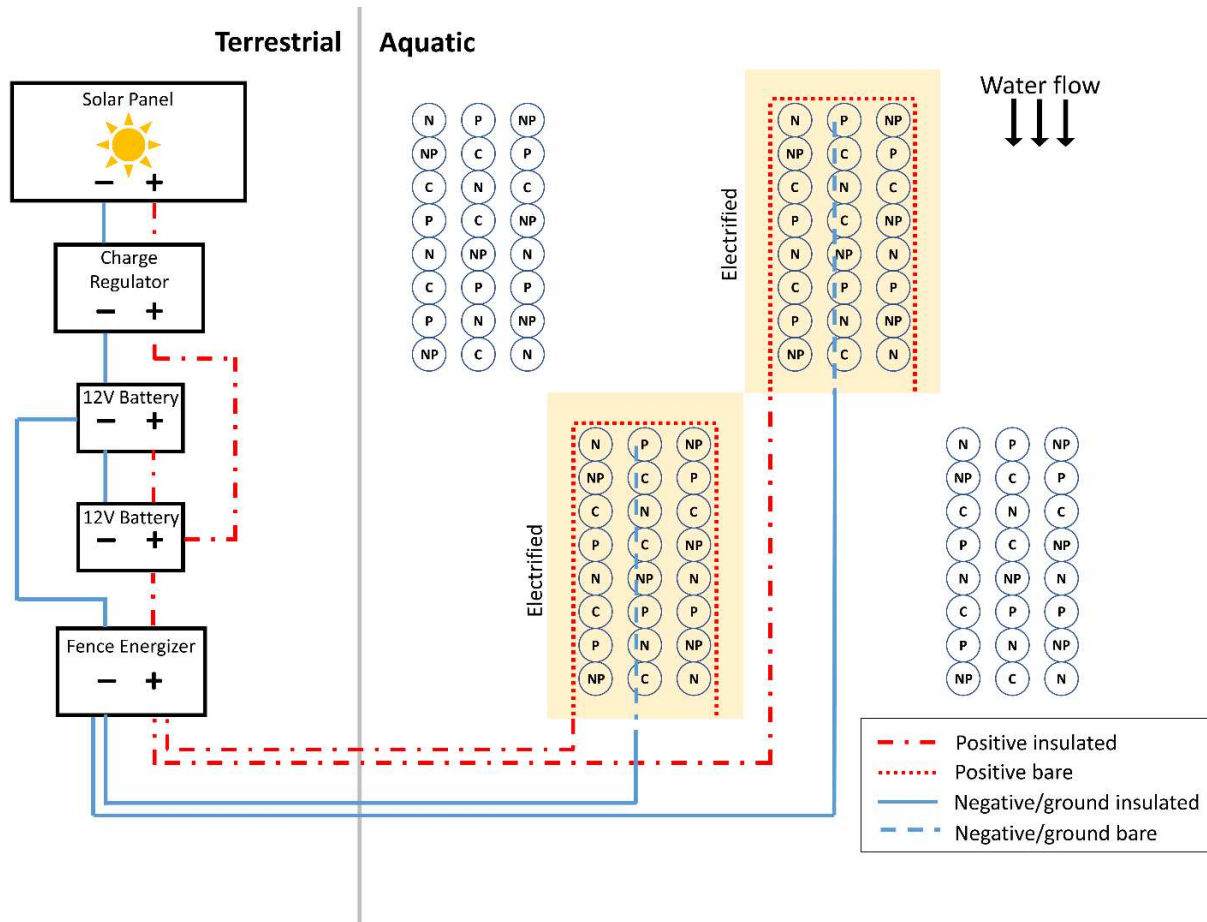 Terrestrial
Aquatic
Solar Panel
− +
Charge
Regulator
− +
12V Battery
− +
12V Battery
− +
Fence Energizer
− +
N P NP
NP C P
C N C
P C NP
N NP N
C P P
P N NP
NP C N
Electrified
N P NP
NP C P
C N C
P C NP
N NP N
C P P
P N NP
NP C N
Water flow
Electrified
N P NP
NP C P
C N C
P C NP
N NP N
C P P
P N NP
NP C N
N P NP
NP C P
C N C
P C NP
N NP N
C P P
P N NP
NP C N
Positive insulated
Positive bare
Negative/ground insulated
Negative/ground bare